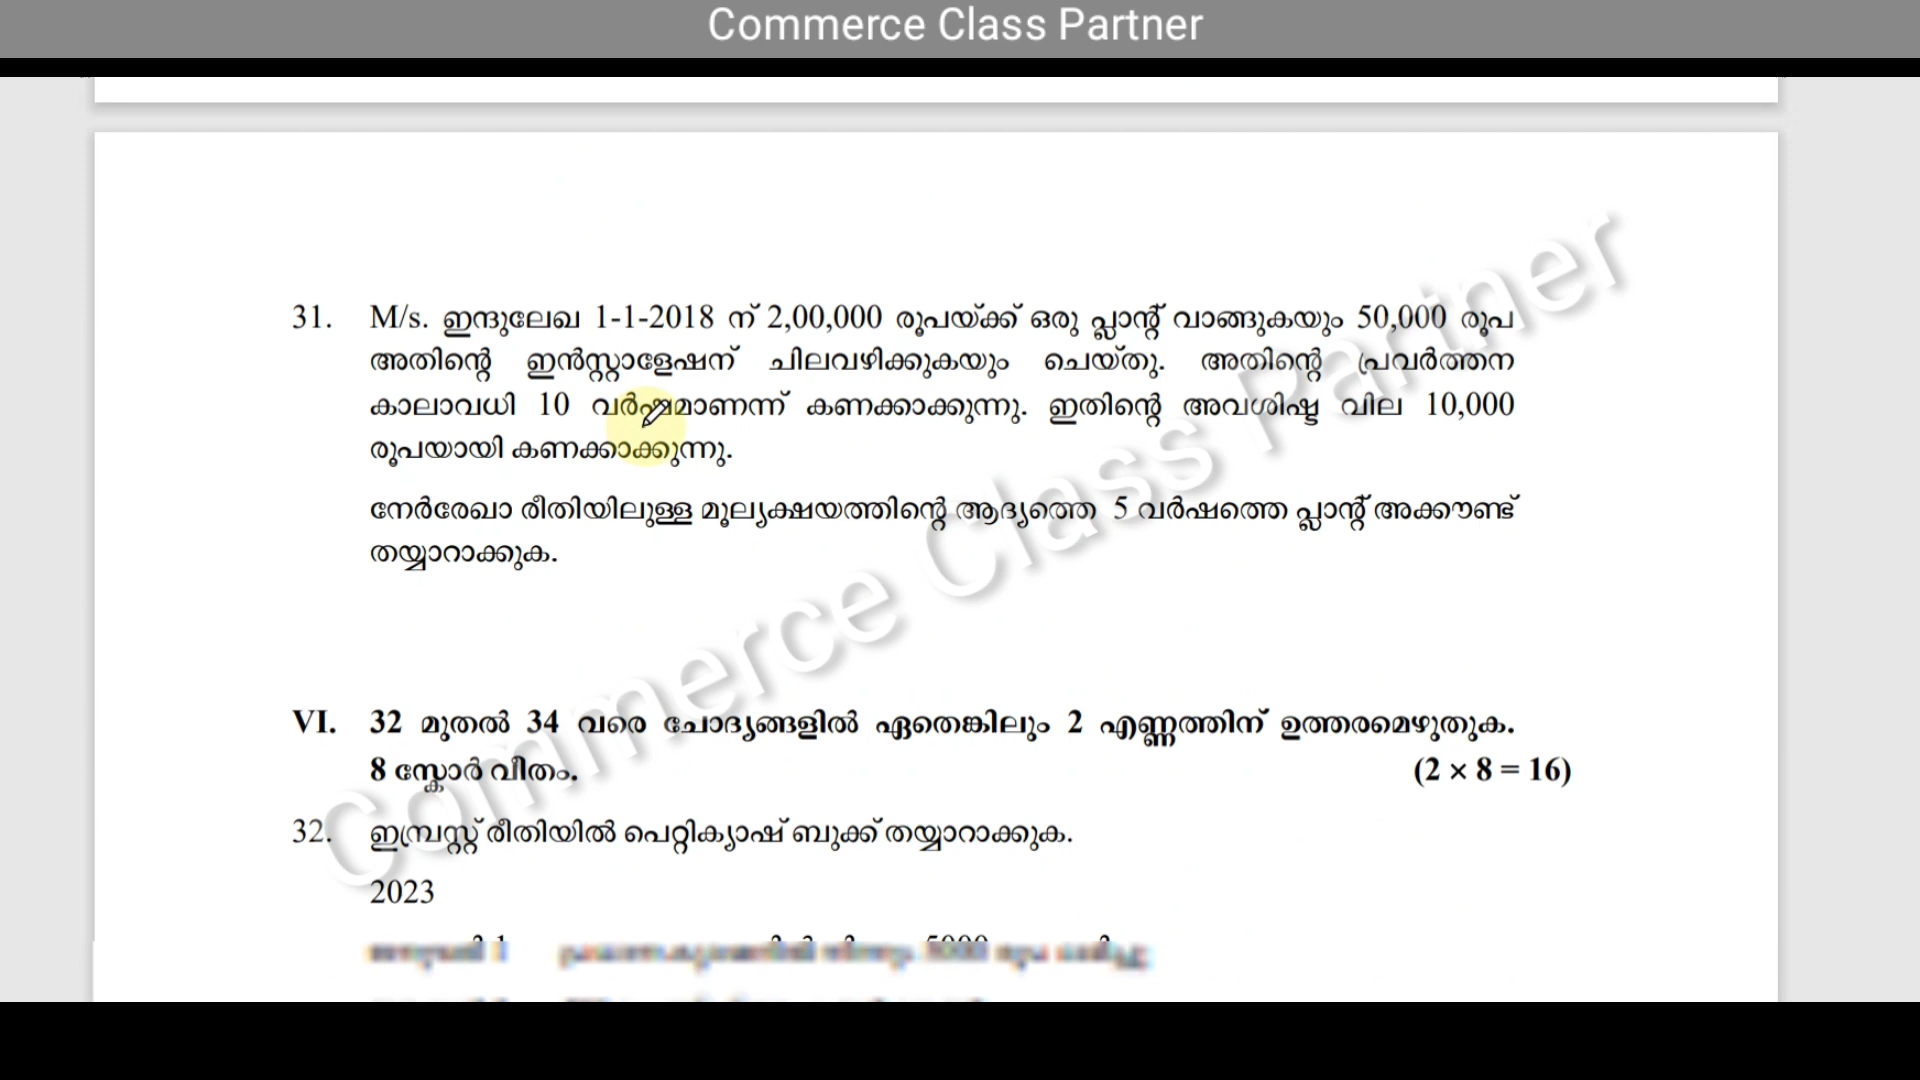 Commerce Class Partner
31. M/s. ഇന്ദുലേഖ 1-1-2018 ന് 2,00,000 രൂപയ്ക്ക് ഒരു പ്ലാന്റ് വാങ്ങുകയും 50,000 രൂപ
അതിന്റെ ഇൻസ്റ്റാളേഷന് ചിലവഴിക്കുകയും ചെയ്തു. അതിന്റെ പ്രവർത്തന
കാലാവധി 10 വർഷമാണന്ന് കണക്കാക്കുന്നു. ഇതിന്റെ അവശിഷ്ട വില 10,000
രൂപയായി കണക്കാക്കുന്നു.
നേർരേഖാ രീതിയിലുള്ള മൂല്യക്ഷയത്തിന്റെ ആദ്യത്തെ 5 വർഷത്തെ പ്ലാന്റ് അക്കൗണ്ട്
തയ്യാറാക്കുക.
VI. 32 മുതൽ 34 വരെ ചോദ്യങ്ങളിൽ ഏതെങ്കിലും 2 എണ്ണത്തിന് ഉത്തരമെഴുതുക.
8 സ്കോർ വീതം. (2 × 8 = 16)
32. ഇമ്പ്രസ്റ്റ് രീതിയിൽ പെറ്റിക്യാഷ് ബുക്ക് തയ്യാറാക്കുക.
2023
Commerce Class Partner